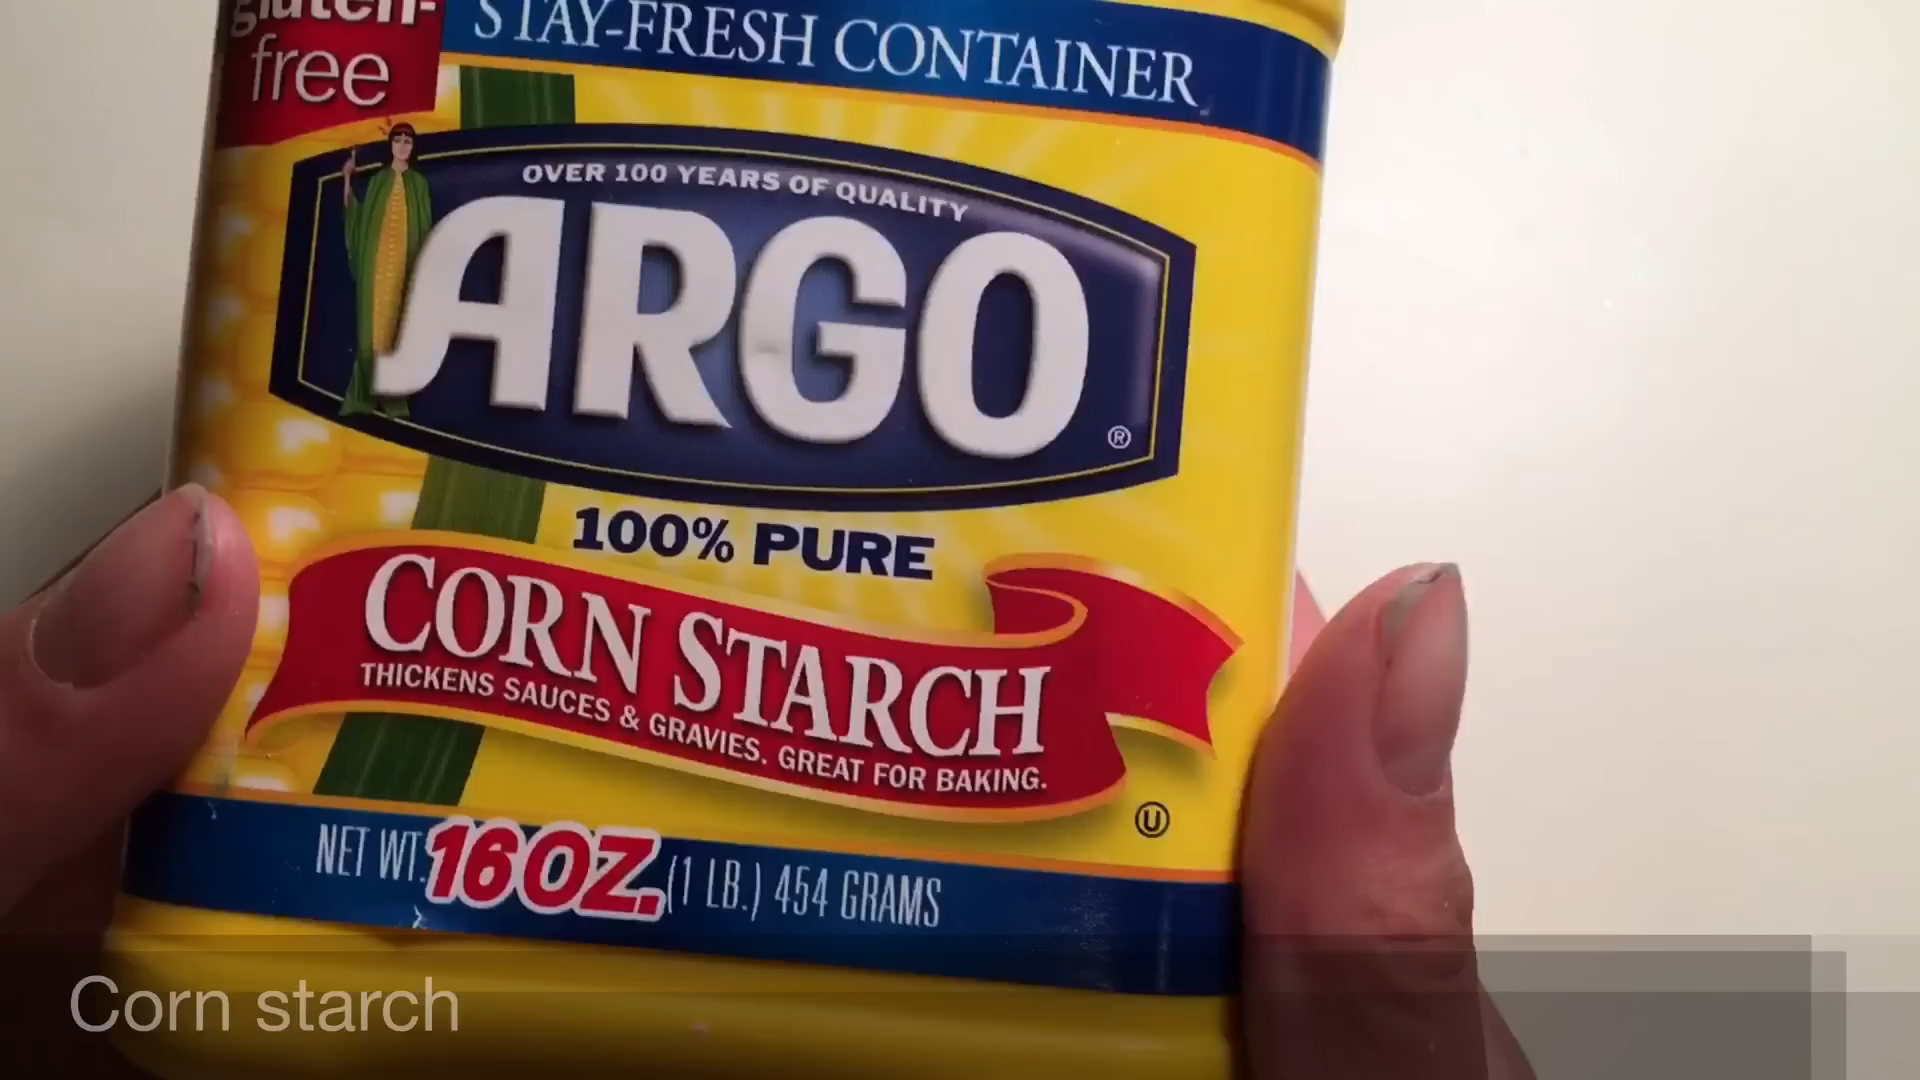 gluten-
free
STAY-FRESH CONTAINER
OVER 100 YEARS OF QUALITY
ARGO
®
100% PURE
CORN STARCH
THICKENS SAUCES & GRAVIES. GREAT FOR BAKING.
U
NET WT. 16 OZ. (1 LB.) 454 GRAMS
Corn starch